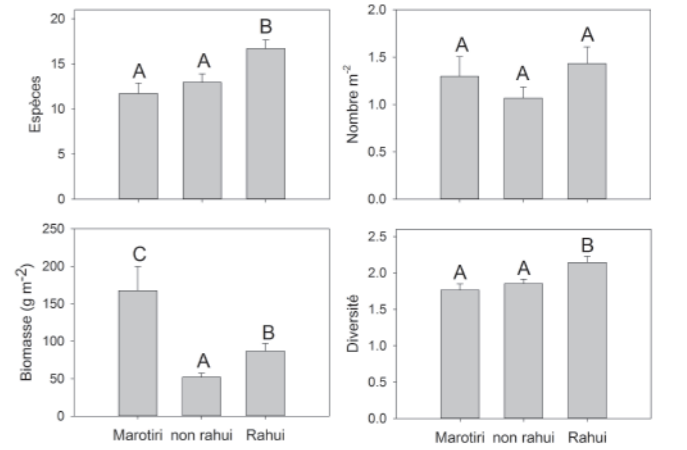 Espèces
20
15
10
5
0
A
A
B
Nombre m-2
2.0
1.5
1.0
0.5
0.0
A
A
A
Biomasse (g m-2)
250
200
150
100
50
0
C
A
B
Marotiri non rahui Rahui
Diversité
2.5
2.0
1.5
1.0
0.5
0.0
A
A
B
Marotiri non rahui Rahui